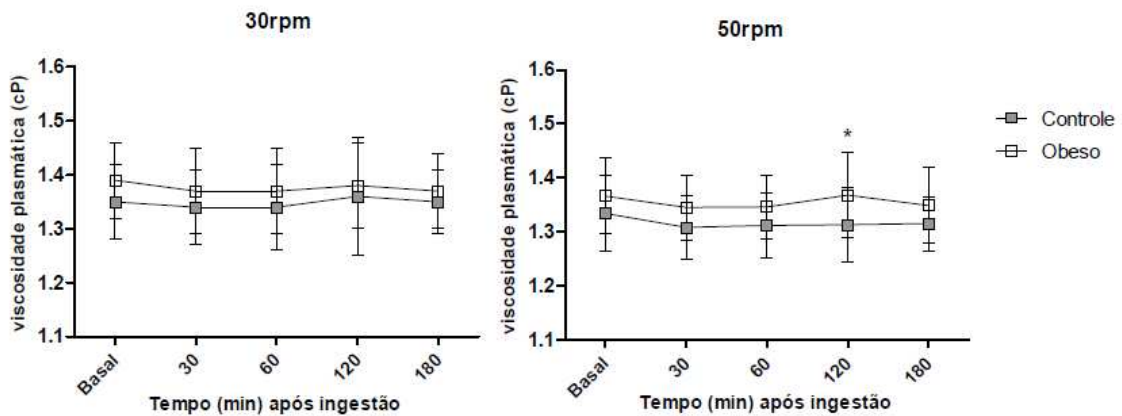 30rpm
viscosidade plasmática (cP)
1.6
1.5
1.4
1.3
1.2
1.1
Basal
30
60
120
180
Tempo (min) após ingestão
50rpm
viscosidade plasmática (cP)
1.6
1.5
1.4
1.3
1.2
1.1
*
Basal
30
60
120
180
Tempo (min) após ingestão
Controle
Obeso